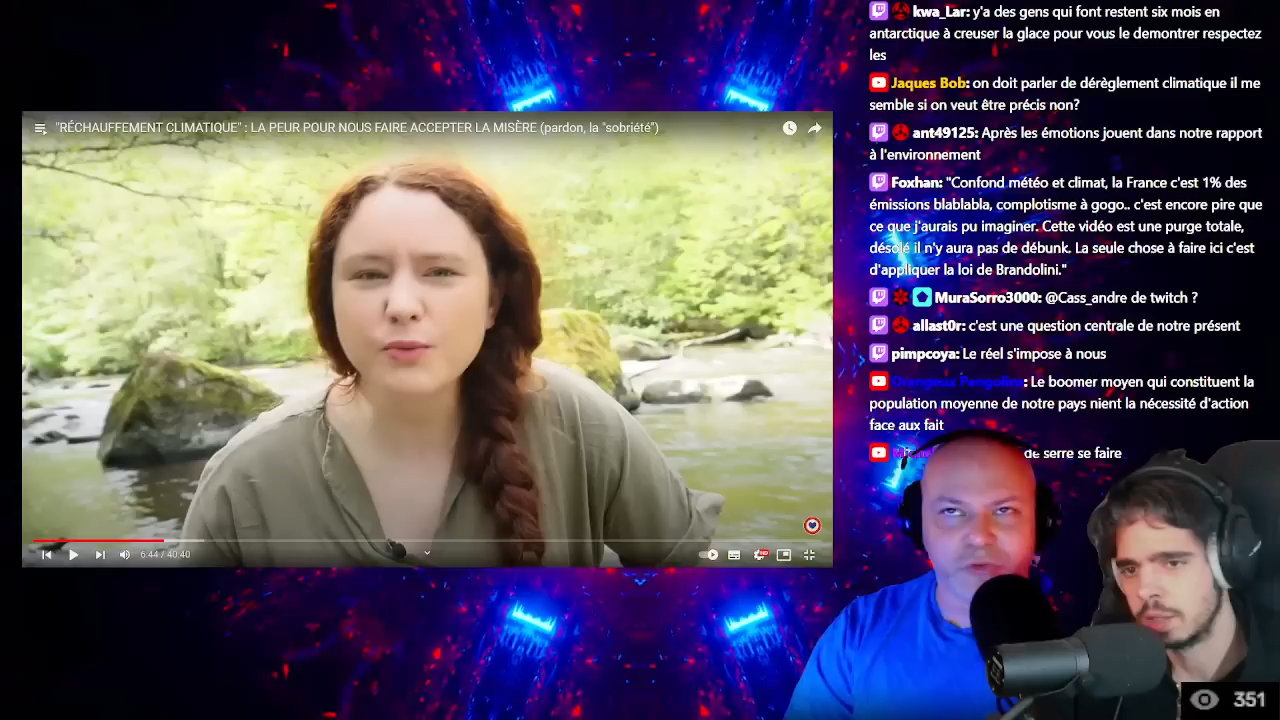 "RÉCHAUFFEMENT CLIMATIQUE" : LA PEUR POUR NOUS FAIRE ACCEPTER LA MISÈRE (pardon, la "sobriété")
6:44 / 40:40
kwa_Lar: y'a des gens qui font restent six mois en
antarctique à creuser la glace pour vous le demontrer respectez
les
Jaques Bob: on doit parler de dérèglement climatique il me
semble si on veut être précis non?
ant49125: Après les émotions jouent dans notre rapport
à l'environnement
Foxhan: "Confond météo et climat, la France c'est 1% des
émissions blablabla, complotisme à gogo.. c'est encore pire que
ce que j'aurais pu imaginer. Cette vidéo est une purge totale,
désolé il n'y aura pas de débunk. La seule chose à faire ici c'est
d'appliquer la loi de Brandolini."
MuraSorro3000: @Cass_andre de twitch ?
allast0r: c'est une question centrale de notre présent
pimpcoya: Le réel s'impose à nous
: Le boomer moyen qui constituent la
population moyenne de notre pays nient la nécessité d'action
face aux fait
de serre se faire
351